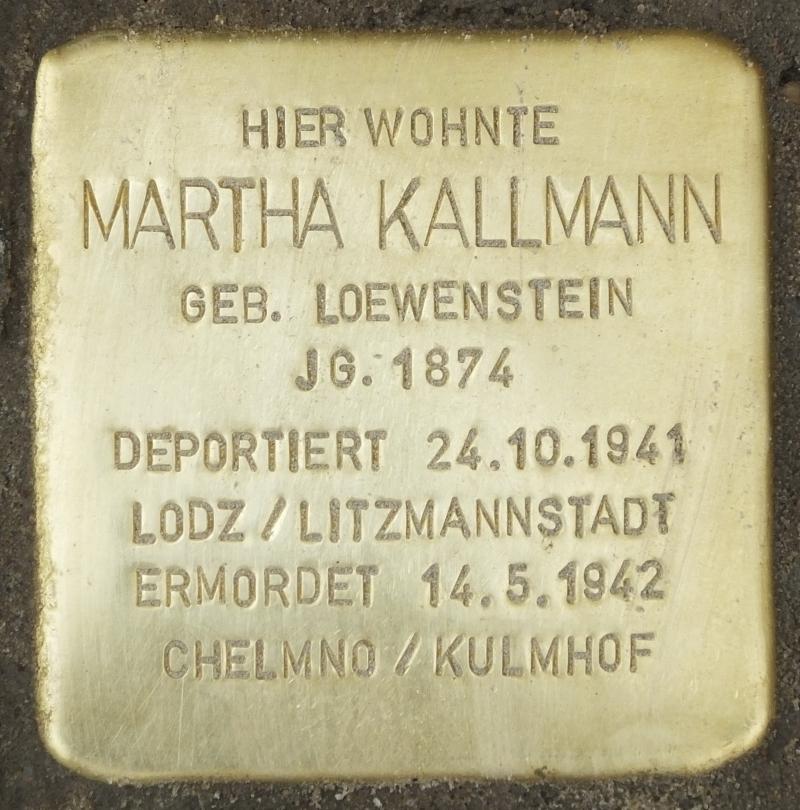 HIER WOHNTE
MARTHA KALLMANN
GEB. LOEWENSTEIN
JG. 1874
DEPORTIERT 24.10.1941
LODZ / LITZMANNSTADT
ERMORDET 14.5.1942
CHELMNO / KULMHOF